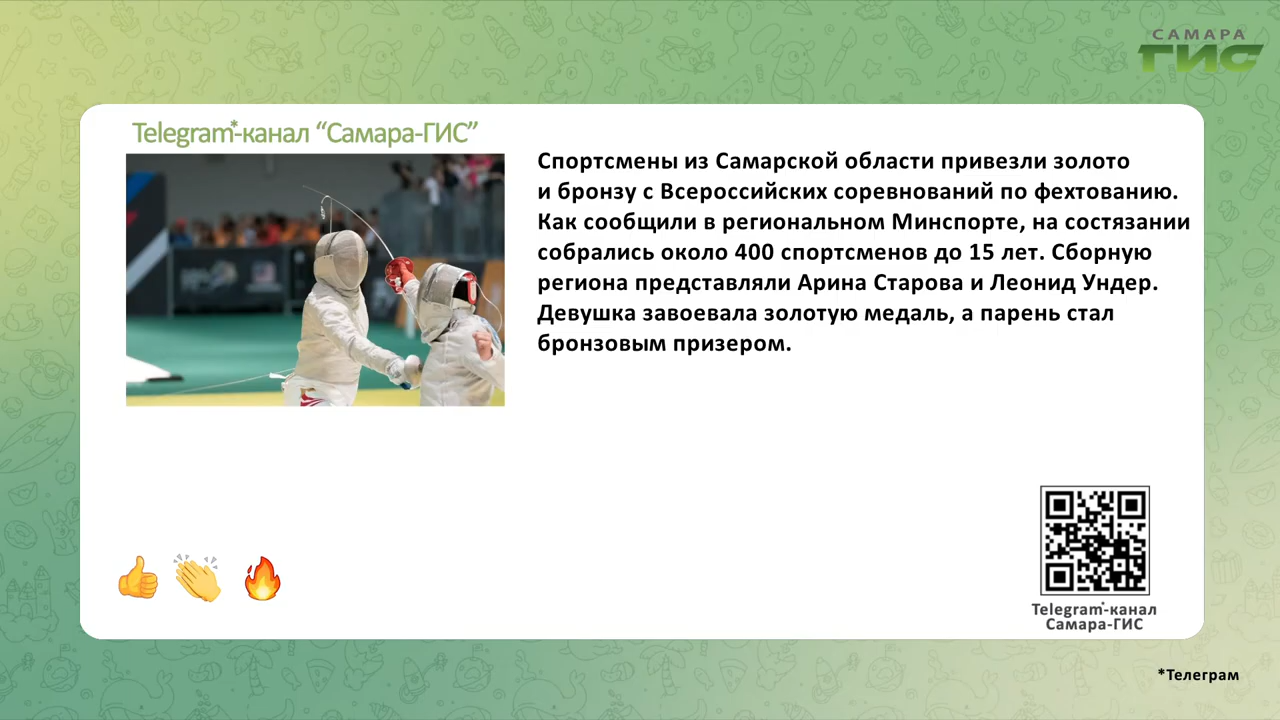 САМАРА
ГИС
Telegram*-канал “Самара-ГИС”
Спортсмены из Самарской области привезли золото
и бронзу с Всероссийских соревнований по фехтованию.
Как сообщили в региональном Минспорте, на состязании
собрались около 400 спортсменов до 15 лет. Сборную
региона представляли Арина Старова и Леонид Ундер.
Девушка завоевала золотую медаль, а парень стал
бронзовым призером.
Telegram*-канал
Самара-ГИС
*Телеграм